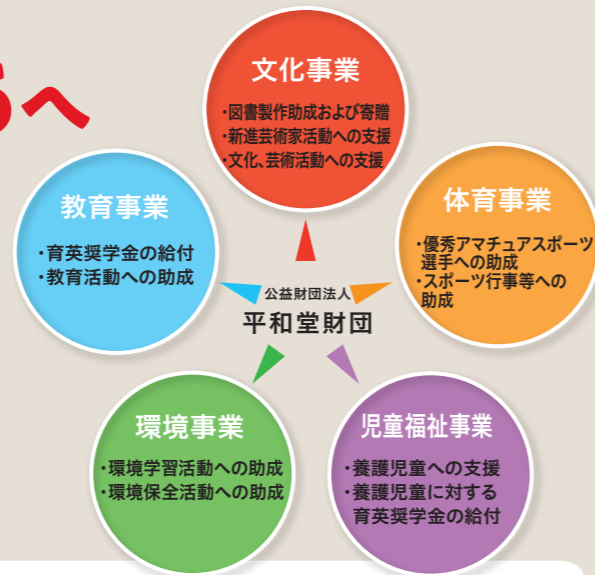 へ
文化事業
・図書製作助成および寄贈
・新進芸術家活動への支援
・文化、芸術活動への支援
教育事業
・育英奨学金の給付
・教育活動への助成
体育事業
・優秀アマチュアスポーツ
選手への助成
・スポーツ行事等への
助成
公益財団法人
平和堂財団
環境事業
・環境学習活動への助成
・環境保全活動への助成
児童福祉事業
・養護児童への支援
・養護児童に対する
育英奨学金の給付